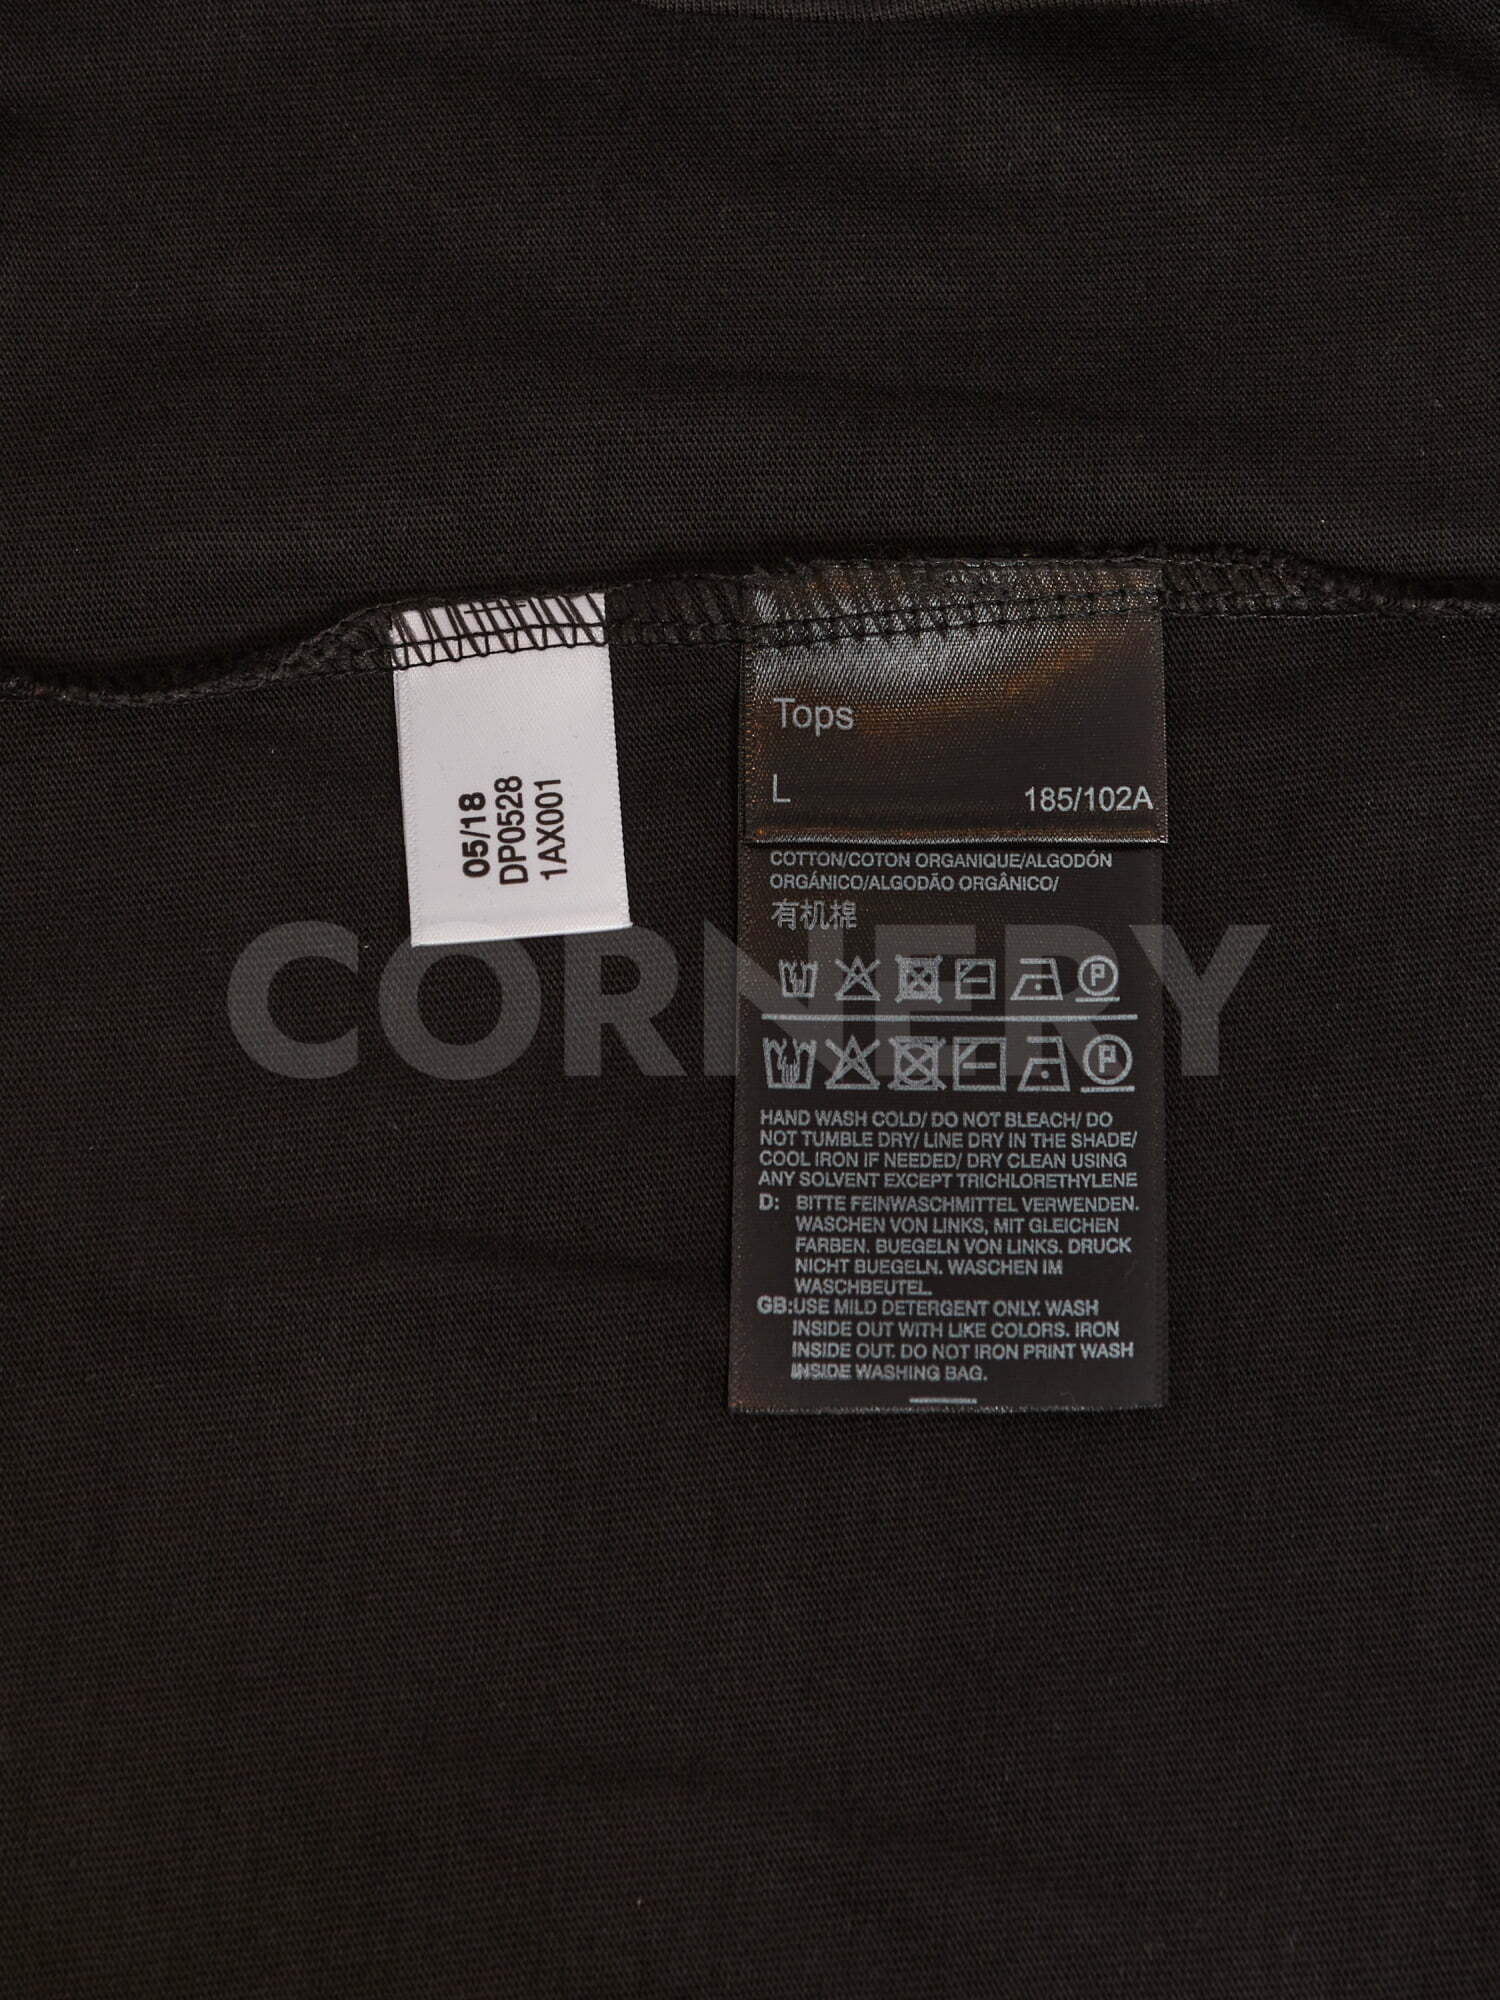 05/18
DP0528
1AX001
Tops
L 185/102A
COTTON/COTON ORGANIQUE/ALGODÓN
ORGÁNICO/ALGODÃO ORGÂNICO/
有机棉
CORNERY
HAND WASH COLD/ DO NOT BLEACH/ DO
NOT TUMBLE DRY/ LINE DRY IN THE SHADE/
COOL IRON IF NEEDED/ DRY CLEAN USING
ANY SOLVENT EXCEPT TRICHLORETHYLENE
D: BITTE FEINWASCHMITTEL VERWENDEN.
WASCHEN VON LINKS, MIT GLEICHEN
FARBEN. BUEGELN VON LINKS. DRUCK
NICHT BUEGELN. WASCHEN IM
WASCHBEUTEL.
GB:USE MILD DETERGENT ONLY. WASH
INSIDE OUT WITH LIKE COLORS. IRON
INSIDE OUT. DO NOT IRON PRINT WASH
INSIDE WASHING BAG.